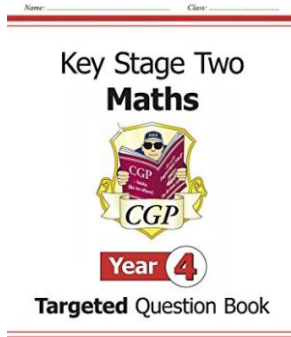 Name: ........................................ Class: ........................
Key Stage Two
Maths
CGP
CGP
Year 4
Targeted Question Book